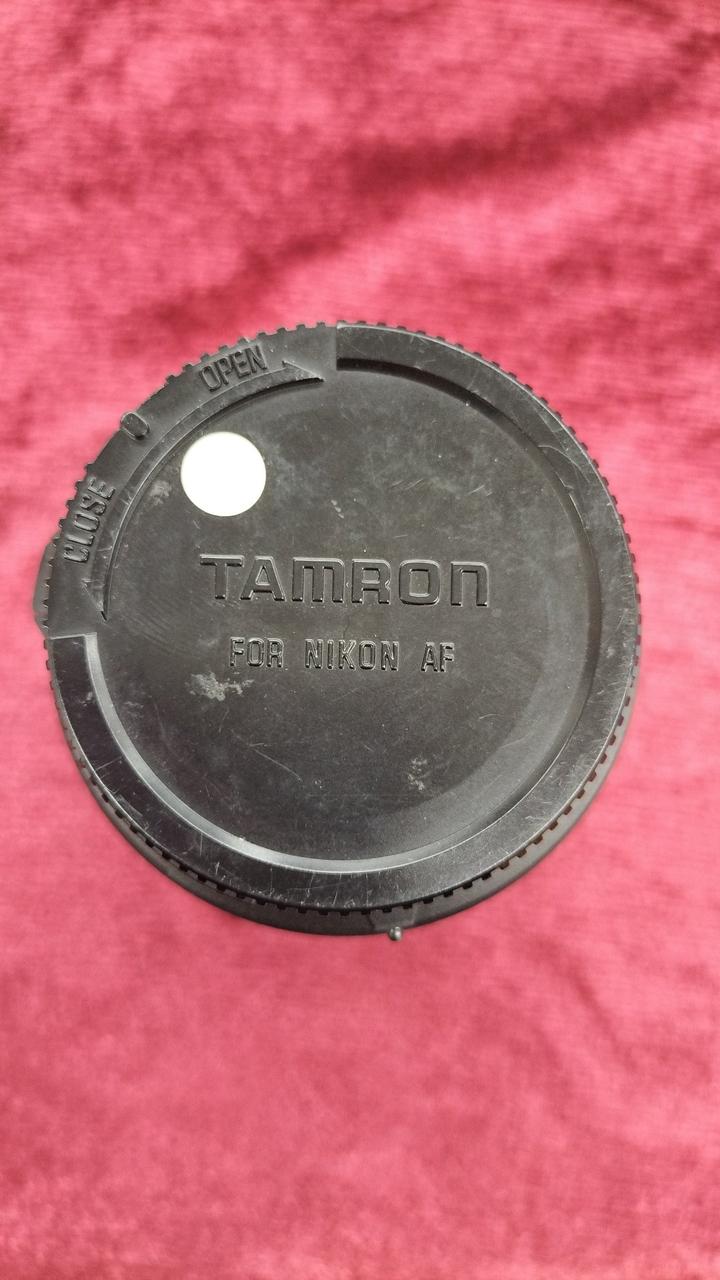 OPEN
CLOSE
TAMRON
FOR NIKON AF